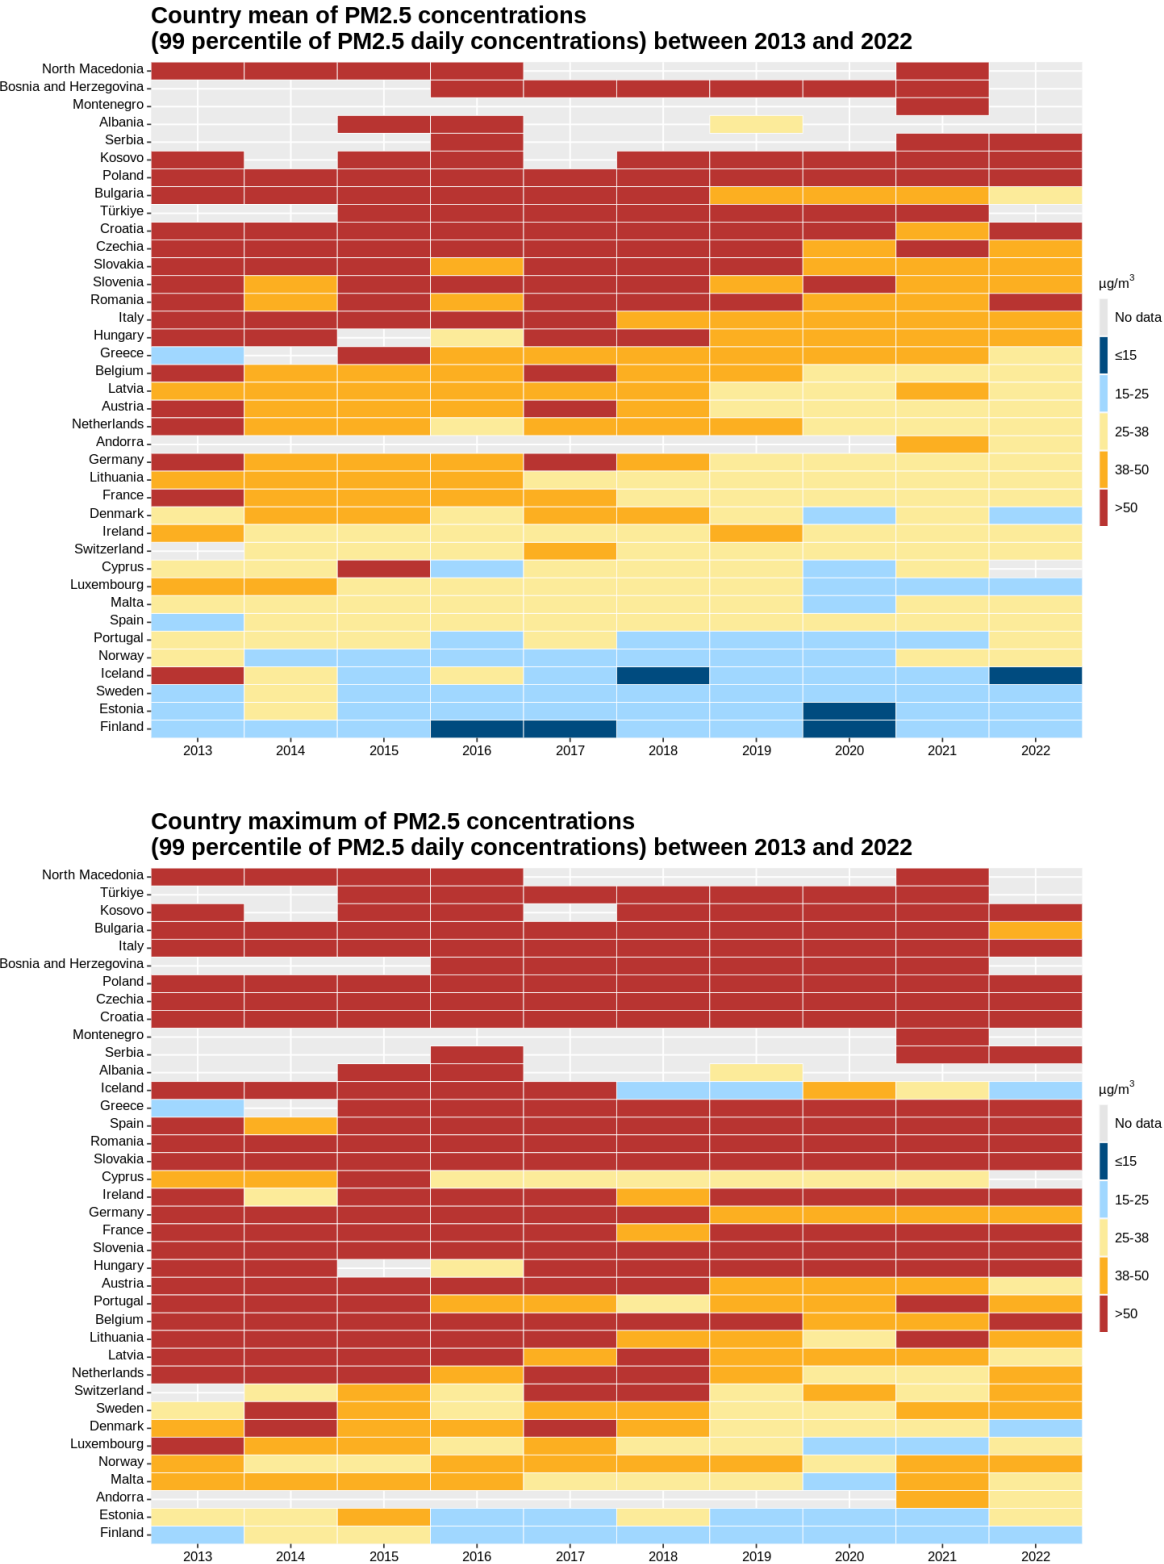 Country mean of PM2.5 concentrations
(99 percentile of PM2.5 daily concentrations) between 2013 and 2022
North Macedonia
Bosnia and Herzegovina
Montenegro
Albania
Serbia
Kosovo
Poland
Bulgaria
Türkiye
Croatia
Czechia
Slovakia
Slovenia
Romania
Italy
Hungary
Greece
Belgium
Latvia
Austria
Netherlands
Andorra
Germany
Lithuania
France
Denmark
Ireland
Switzerland
Cyprus
Luxembourg
Malta
Spain
Portugal
Norway
Iceland
Sweden
Estonia
Finland
2013 2014 2015 2016 2017 2018 2019 2020 2021 2022
µg/m³
No data
≤15
15-25
25-38
38-50
>50
Country maximum of PM2.5 concentrations
(99 percentile of PM2.5 daily concentrations) between 2013 and 2022
North Macedonia
Türkiye
Kosovo
Bulgaria
Italy
Bosnia and Herzegovina
Poland
Czechia
Croatia
Montenegro
Serbia
Albania
Iceland
Greece
Spain
Romania
Slovakia
Cyprus
Ireland
Germany
France
Slovenia
Hungary
Austria
Portugal
Belgium
Lithuania
Latvia
Netherlands
Switzerland
Sweden
Denmark
Luxembourg
Norway
Malta
Andorra
Estonia
Finland
2013 2014 2015 2016 2017 2018 2019 2020 2021 2022
µg/m³
No data
≤15
15-25
25-38
38-50
>50